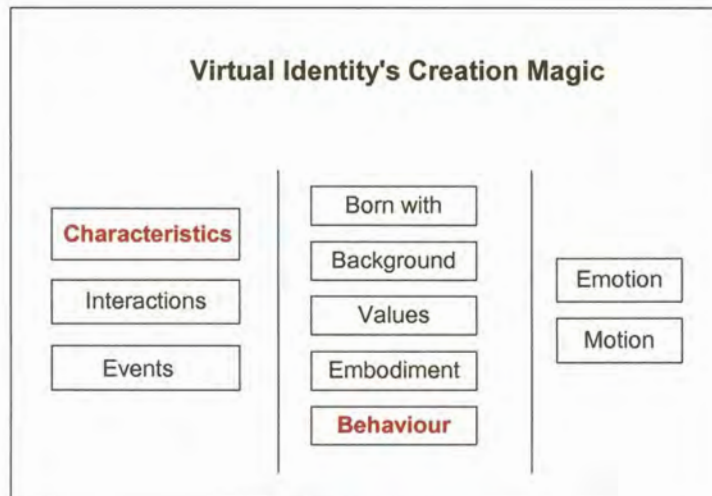 Virtual Identity's Creation Magic
Characteristics
Interactions
Events
Born with
Background
Values
Embodiment
Behaviour
Emotion
Motion